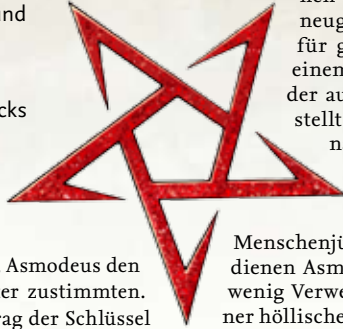 und
cks
Asmodeus den
er zustimmten.
rag der Schlüssel
neug
für g
einem
der au
stellt
n
Menschenjü
dienen Asm
wenig Verwe
ner höllische